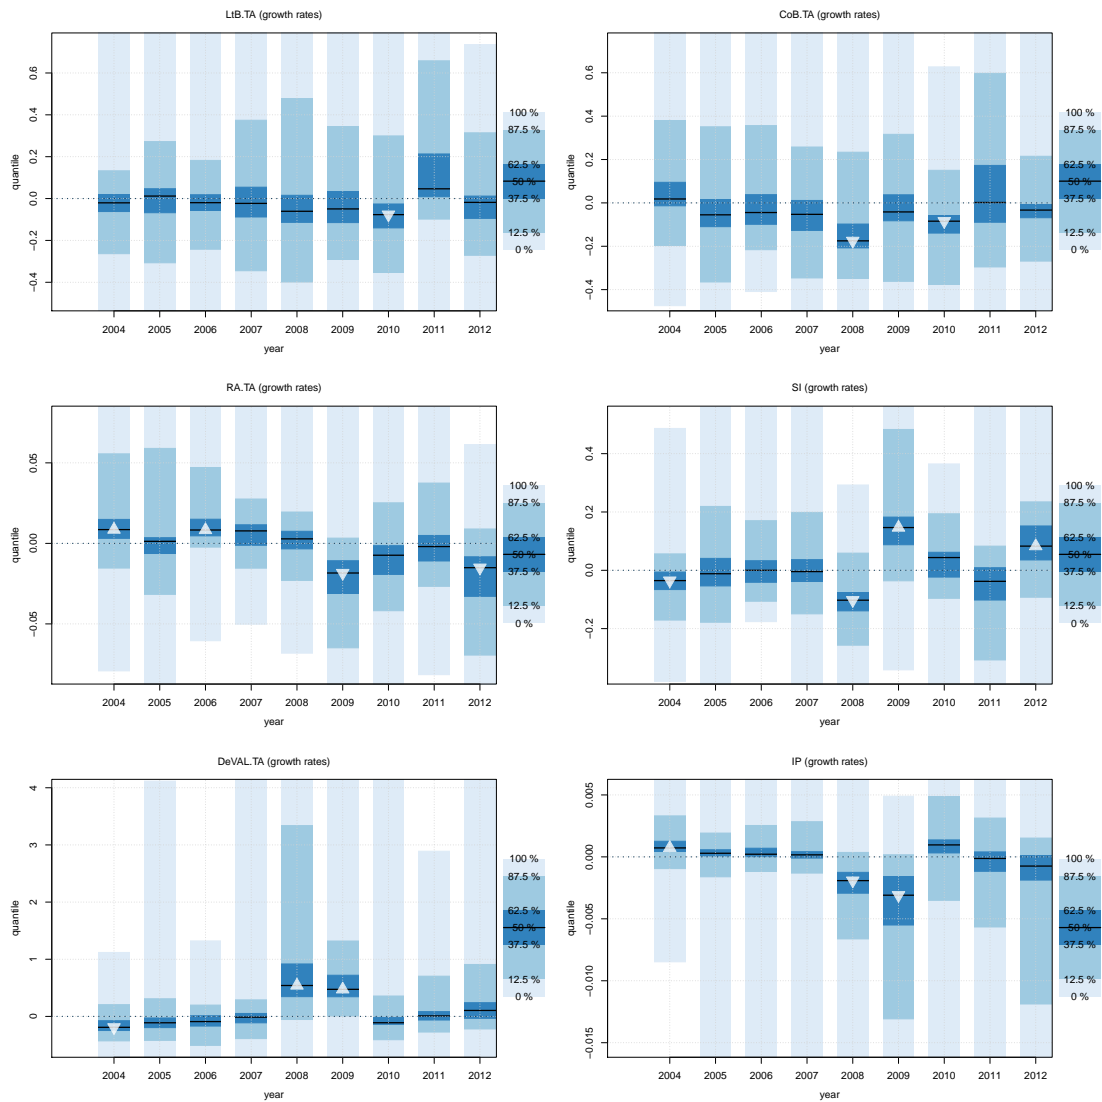 LtB.TA (growth rates)
quantile
0.6
0.4
0.2
0.0
−0.2
−0.4
2004 2005 2006 2007 2008 2009 2010 2011 2012
year
100 %
87.5 %
62.5 %
50 %
37.5 %
12.5 %
0 %
CoB.TA (growth rates)
quantile
0.6
0.4
0.2
0.0
−0.2
−0.4
2004 2005 2006 2007 2008 2009 2010 2011 2012
year
100 %
87.5 %
62.5 %
50 %
37.5 %
12.5 %
0 %
RA.TA (growth rates)
quantile
0.05
0.00
−0.05
2004 2005 2006 2007 2008 2009 2010 2011 2012
year
100 %
87.5 %
62.5 %
50 %
37.5 %
12.5 %
0 %
SI (growth rates)
quantile
0.4
0.2
0.0
−0.2
2004 2005 2006 2007 2008 2009 2010 2011 2012
year
100 %
87.5 %
62.5 %
50 %
37.5 %
12.5 %
0 %
DeVAL.TA (growth rates)
quantile
4
3
2
1
0
2004 2005 2006 2007 2008 2009 2010 2011 2012
year
100 %
87.5 %
62.5 %
50 %
37.5 %
12.5 %
0 %
IP (growth rates)
quantile
0.005
0.000
−0.005
−0.010
−0.015
2004 2005 2006 2007 2008 2009 2010 2011 2012
year
100 %
87.5 %
62.5 %
50 %
37.5 %
12.5 %
0 %